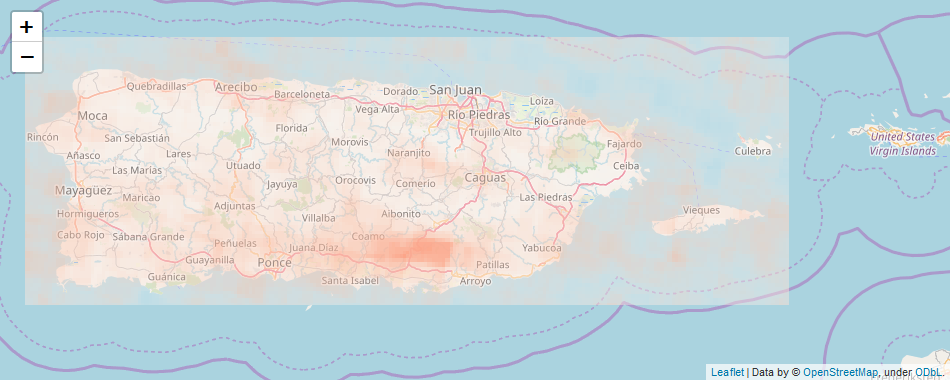 +
−
Quebradillas
Arecibo
Barceloneta
Dorado
San Juan
Loíza
Moca
Vega Alta
Río Piedras
Río Grande
Rincón
San Sebastián
Florida
Morovis
Trujillo Alto
Fajardo
United States
Virgin Islands
Añasco
Lares
Naranjito
Culebra
Las Marías
Utuado
Ceiba
Mayagüez
Maricao
Jayuya
Orocovis
Comerío
Caguas
Las Piedras
Hormigueros
Adjuntas
Villalba
Aibonito
Vieques
Cabo Rojo
Sábana Grande
Peñuelas
Juana Díaz
Coamo
Yabucoa
Guayanilla
Ponce
Patillas
Guánica
Santa Isabel
Arroyo
Leaflet | Data by © OpenStreetMap, under ODbL.